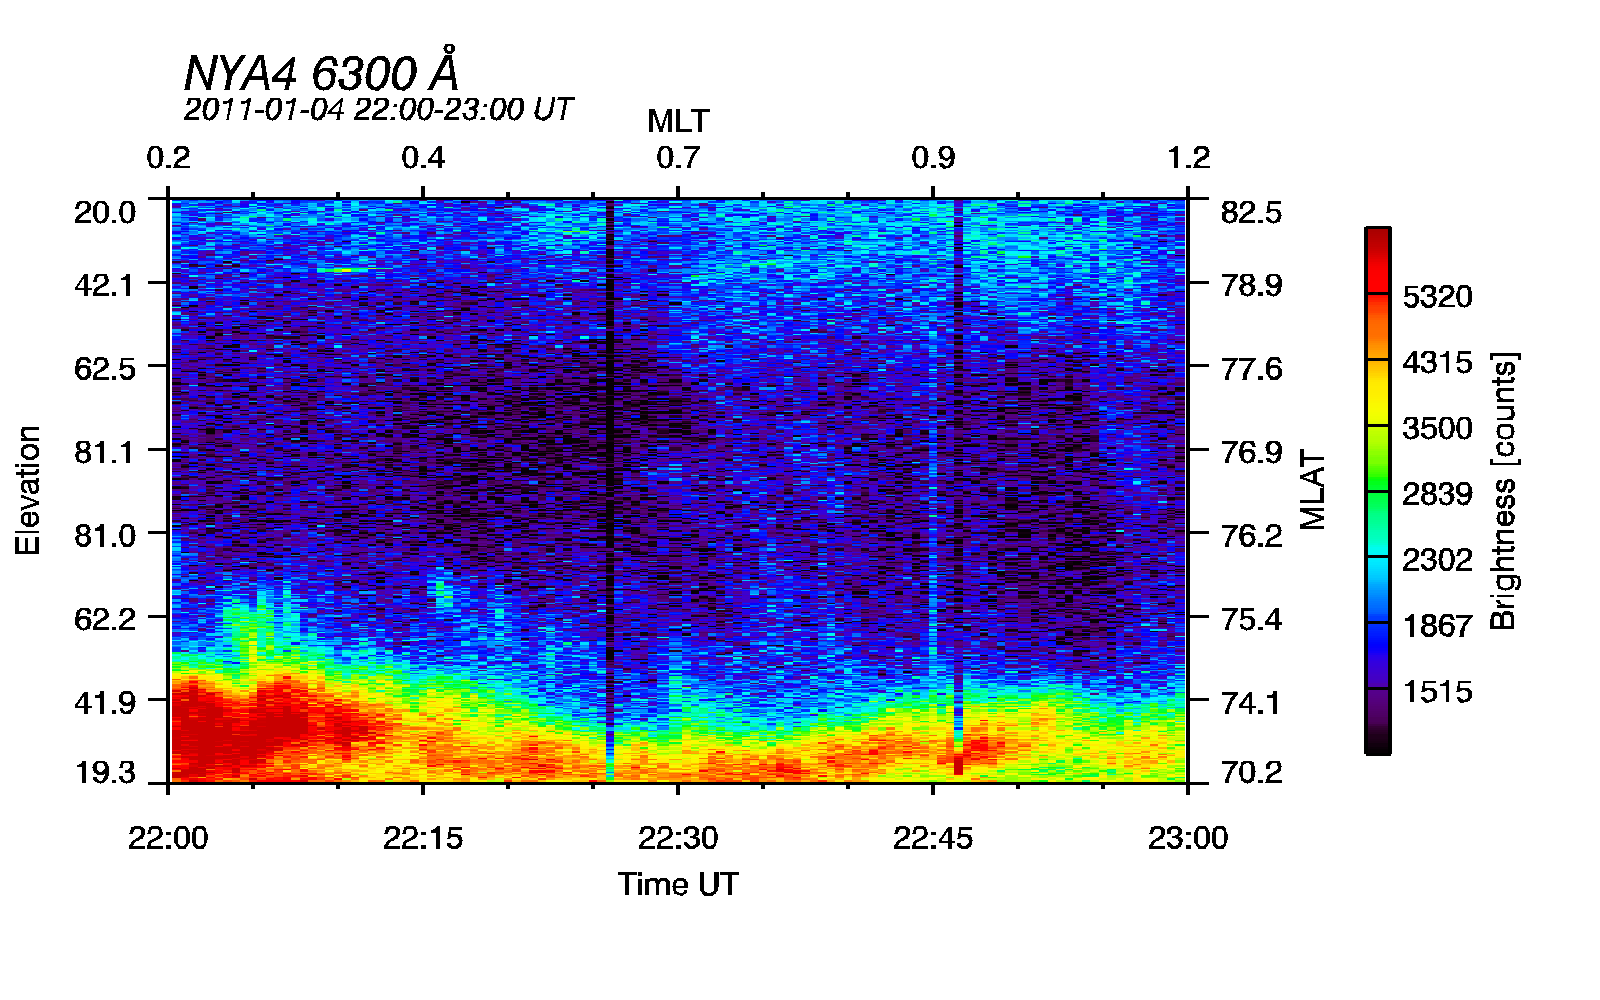 NYA4 6300 Å
2011-01-04 22:00-23:00 UT
MLT
0.2 0.4 0.7 0.9 1.2
20.0
42.1
62.5
81.1
81.0
62.2
41.9
19.3
Elevation
82.5
78.9
77.6
76.9
76.2
75.4
74.1
70.2
MLAT
22:00 22:15 22:30 22:45 23:00
Time UT
5320
4315
3500
2839
2302
1867
1515
Brightness [counts]